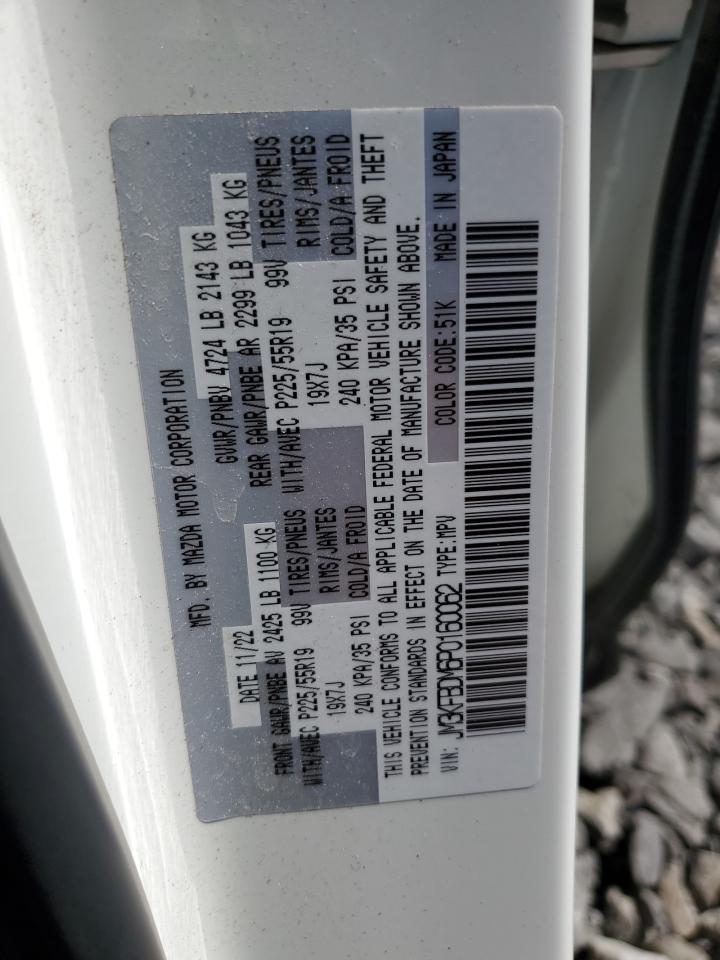 MFD. BY MAZDA MOTOR CORPORATION
DATE 11/22 GVWR/PNBV 4724 LB 2143 KG
FRONT GAWR/PNBE AV 2425 LB 1100 KG REAR GAWR/PNBE AR 2299 LB 1043 KG
WITH/AVEC P225/55R19 99V TIRES/PNEUS WITH/AVEC P225/55R19 99V TIRES/PNEUS
19X7J RIMS/JANTES 19X7J RIMS/JANTES
240 KPA/35 PSI COLD/A FROID 240 KPA/35 PSI COLD/A FROID
THIS VEHICLE CONFORMS TO ALL APPLICABLE FEDERAL MOTOR VEHICLE SAFETY AND THEFT
PREVENTION STANDARDS IN EFFECT ON THE DATE OF MANUFACTURE SHOWN ABOVE.
VIN: JM3KFBDM6P0160062 TYPE:MPV COLOR CODE:51K MADE IN JAPAN